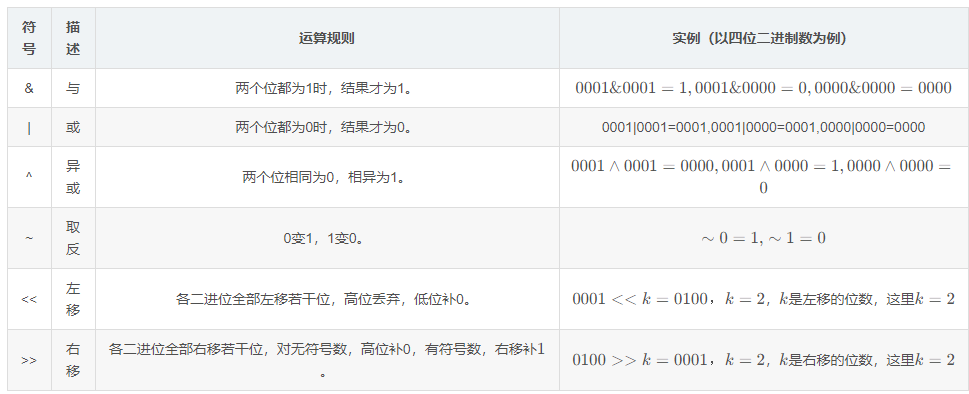 符号 描述 运算规则 实例（以四位二进制数为例）
& 与 两个位都为1时，结果才为1。 0001&0001 = 1, 0001&0000 = 0, 0000&0000 = 0000
| 或 两个位都为0时，结果才为0。 0001|0001=0001,0001|0000=0001,0000|0000=0000
^ 异或 两个位相同为0，相异为1。 0001 ∧ 0001 = 0000, 0001 ∧ 0000 = 1, 0000 ∧ 0000 =
0
~ 取反 0变1，1变0。 ∼ 0 = 1, ∼ 1 = 0
<< 左移 各二进位全部左移若干位，高位丢弃，低位补0。 0001 << k = 0100，k = 2，k是左移的位数，这里k = 2
>> 右移 各二进位全部右移若干位，对无符号数，高位补0，有符号数，右移补1
。 0100 >> k = 0001，k = 2，k是右移的位数，这里k = 2